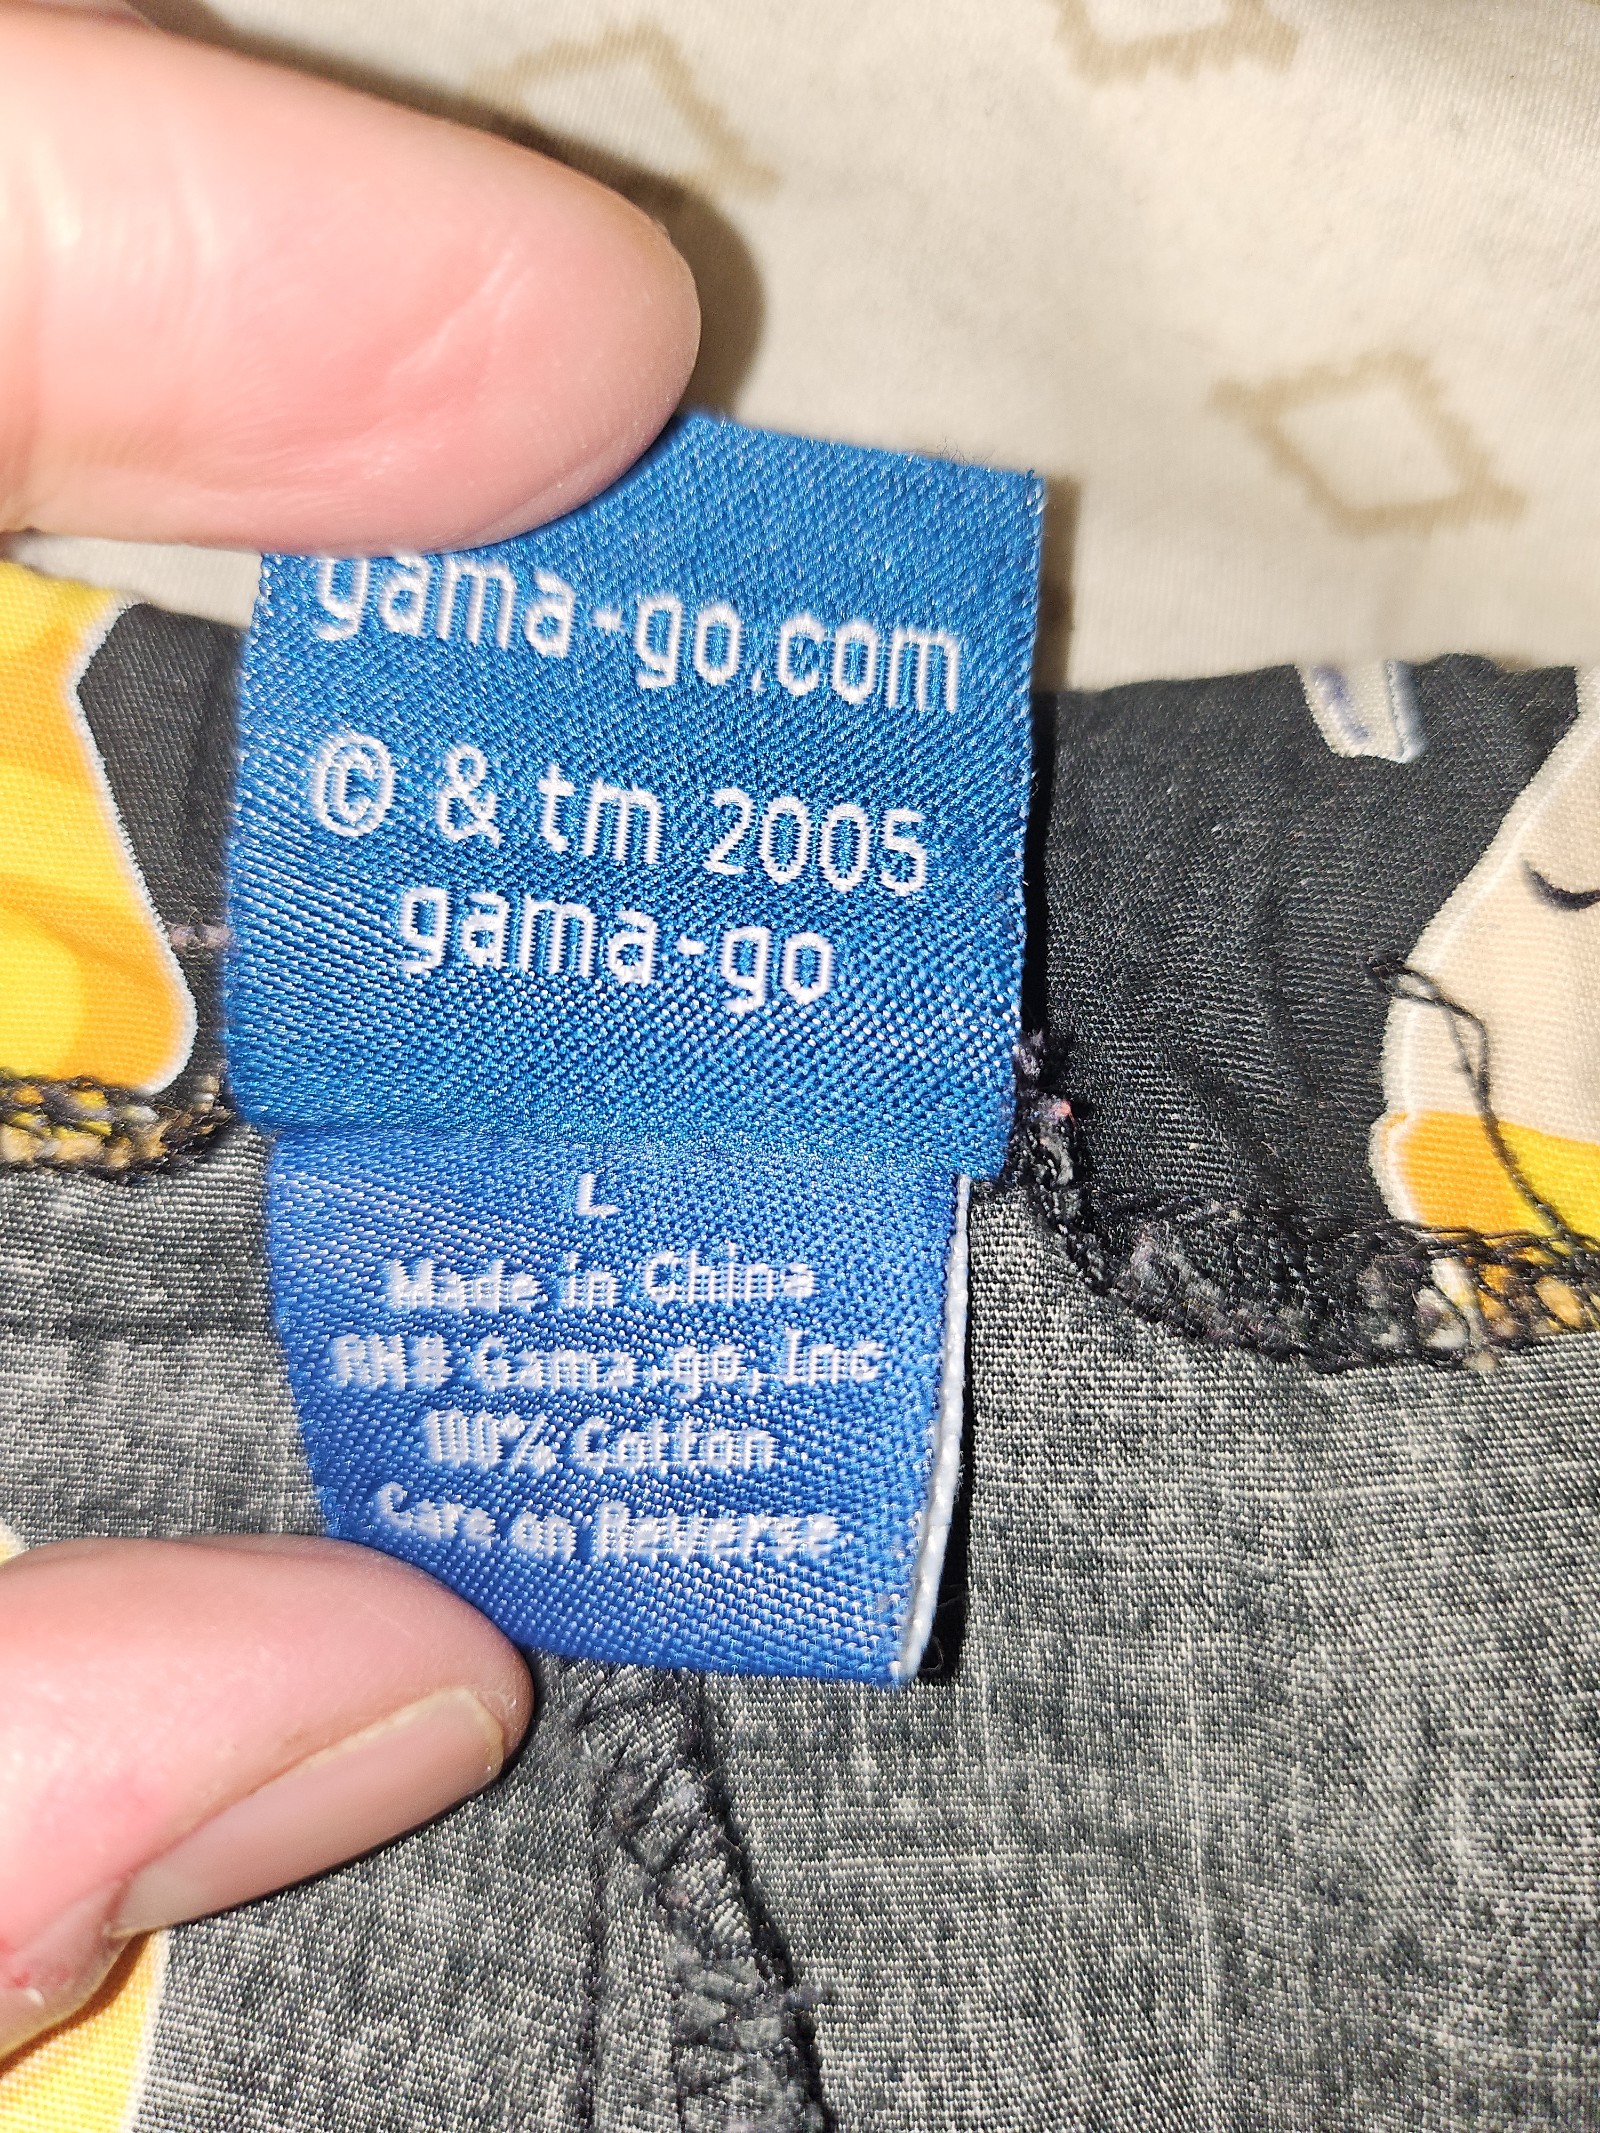 gama-go.com
© & tm 2005
gama-go
L
Made in China
RN# Gama-go, Inc
100% Cotton
Care on Reverse